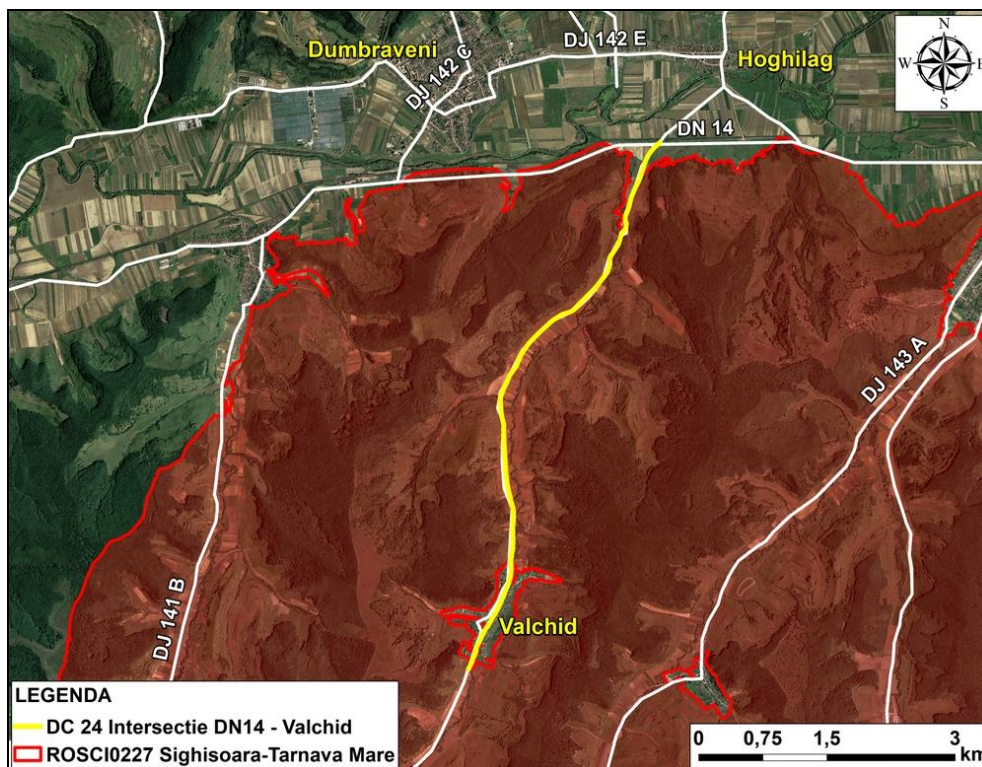 Dumbraveni
DJ 142 E
Hoghilag
N
W
E
S
DJ 142 C
DN 14
DJ 143 A
DJ 141 B
Valchid
LEGENDA
DC 24 Intersectie DN14 - Valchid
ROSCI0227 Sighisoara-Tarnava Mare
0 0,75 1,5 3
km